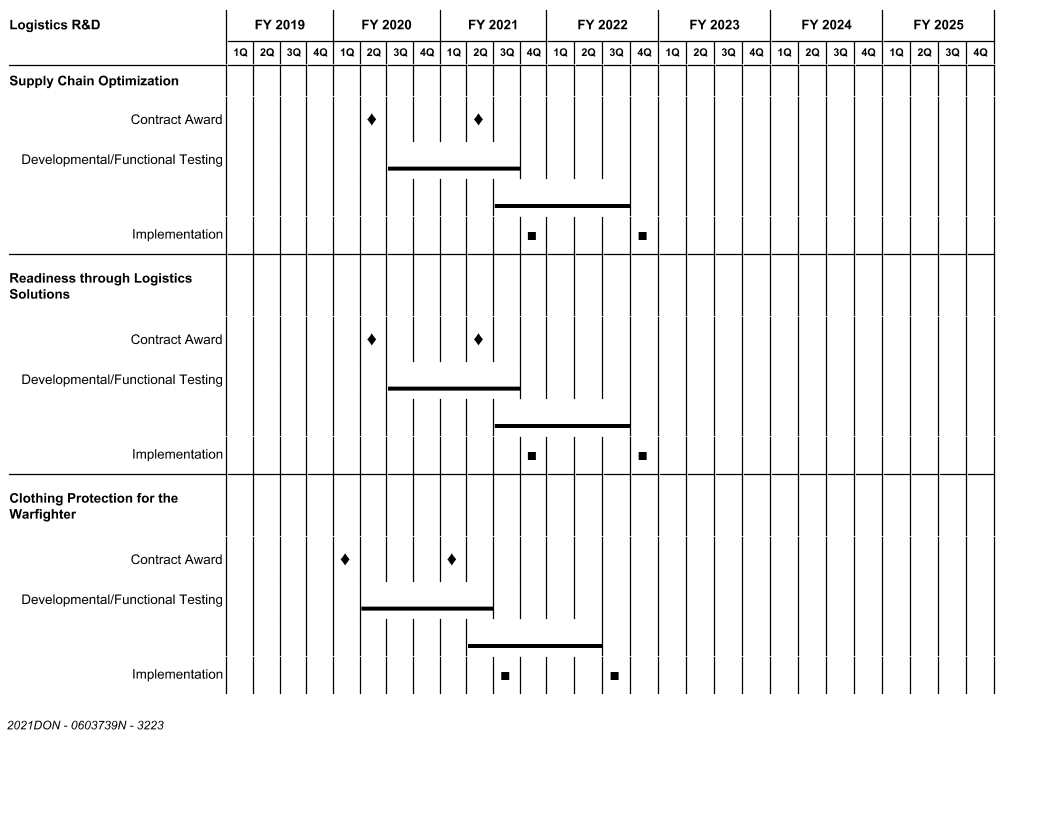 Logistics R&D FY 2019 FY 2020 FY 2021 FY 2022 FY 2023 FY 2024 FY 2025
1Q 2Q 3Q 4Q 1Q 2Q 3Q 4Q 1Q 2Q 3Q 4Q 1Q 2Q 3Q 4Q 1Q 2Q 3Q 4Q 1Q 2Q 3Q 4Q 1Q 2Q 3Q 4Q
Supply Chain Optimization
Contract Award
Developmental/Functional Testing
Implementation
Readiness through Logistics
Solutions
Contract Award
Developmental/Functional Testing
Implementation
Clothing Protection for the
Warfighter
Contract Award
Developmental/Functional Testing
Implementation
2021DON - 0603739N - 3223